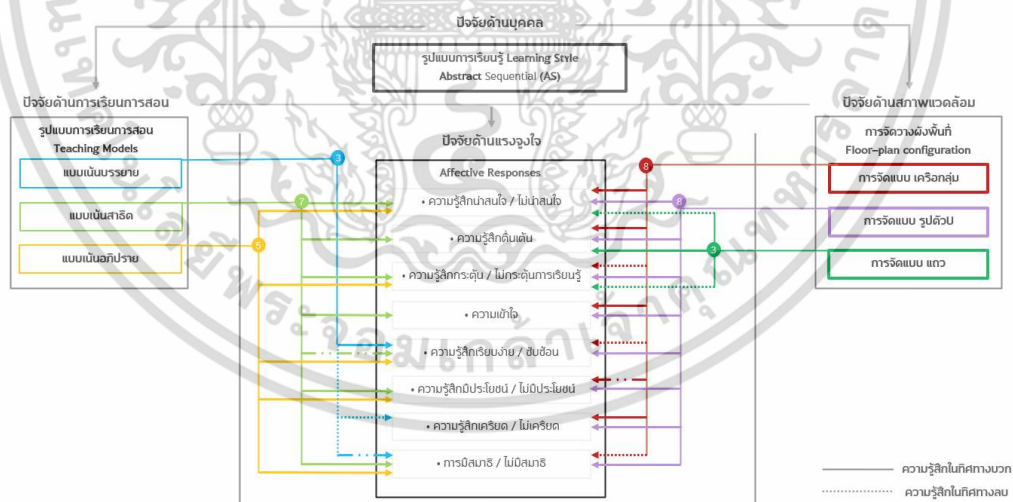 ปัจจัยด้านบุคคล
รูปแบบการเรียนรู้ Learning Style
Abstract Sequential (AS)
ปัจจัยด้านการเรียนการสอน
รูปแบบการเรียนการสอน
Teaching Models
แบบเน้นบรรยาย
แบบเน้นสาธิต
แบบเน้นอภิปราย
ปัจจัยด้านแรงจูงใจ
Affective Responses
• ความรู้สึกน่าสนใจ / ไม่น่าสนใจ
• ความรู้สึกตื่นเต้น
• ความรู้สึกกระตุ้น / ไม่กระตุ้นการเรียนรู้
• ความเข้าใจ
• ความรู้สึกเรียบง่าย / ซับซ้อน
• ความรู้สึกมีประโยชน์ / ไม่มีประโยชน์
• ความรู้สึกเครียด / ไม่เครียด
• การมีสมาธิ / ไม่มีสมาธิ
3
7
5
8
8
3
ปัจจัยด้านสภาพแวดล้อม
การจัดวางผังพื้นที่
Floor-plan configuration
การจัดแบบ เครือกลุ่ม
การจัดแบบ รูปตัวU
การจัดแบบ แถว
ความรู้สึกในทิศทางบวก
ความรู้สึกในทิศทางลบ